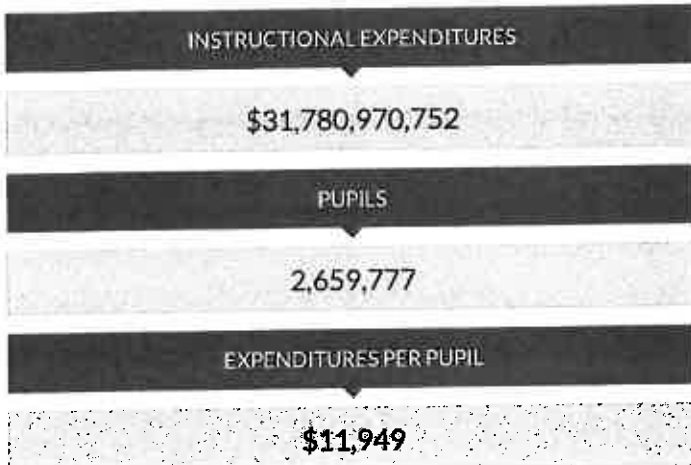 INSTRUCTIONAL EXPENDITURES
$31,780,970,752
PUPILS
2,659,777
EXPENDITURES PER PUPIL
$11,949